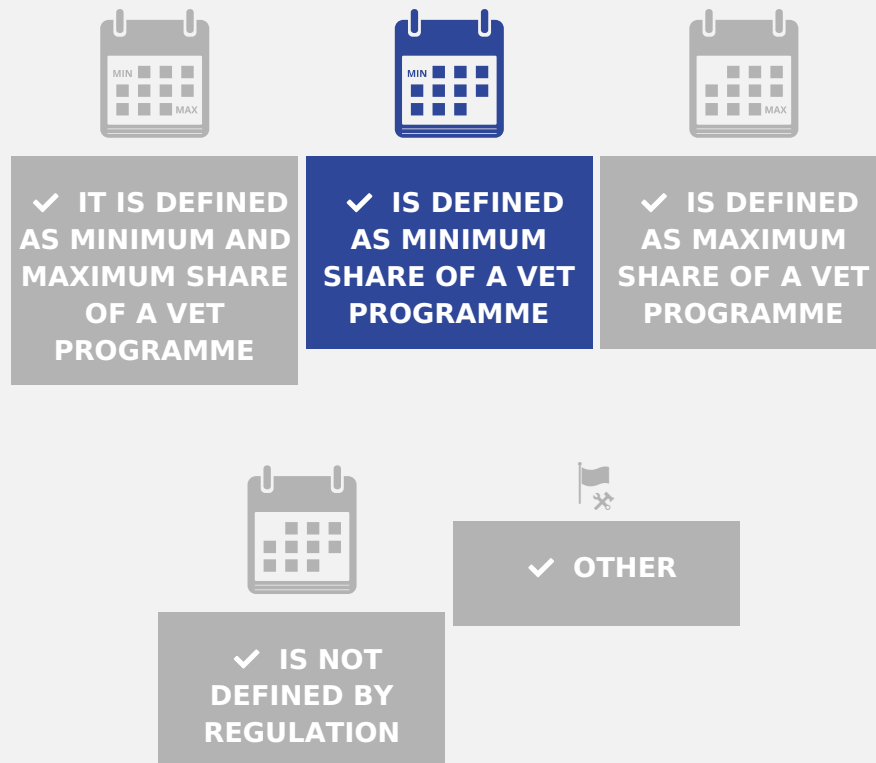 MIN
MAX
MIN
MAX
✓ IT IS DEFINED
AS MINIMUM AND
MAXIMUM SHARE
OF A VET
PROGRAMME
✓ IS DEFINED
AS MINIMUM
SHARE OF A VET
PROGRAMME
✓ IS DEFINED
AS MAXIMUM
SHARE OF A VET
PROGRAMME
✓ OTHER
✓ IS NOT
DEFINED BY
REGULATION